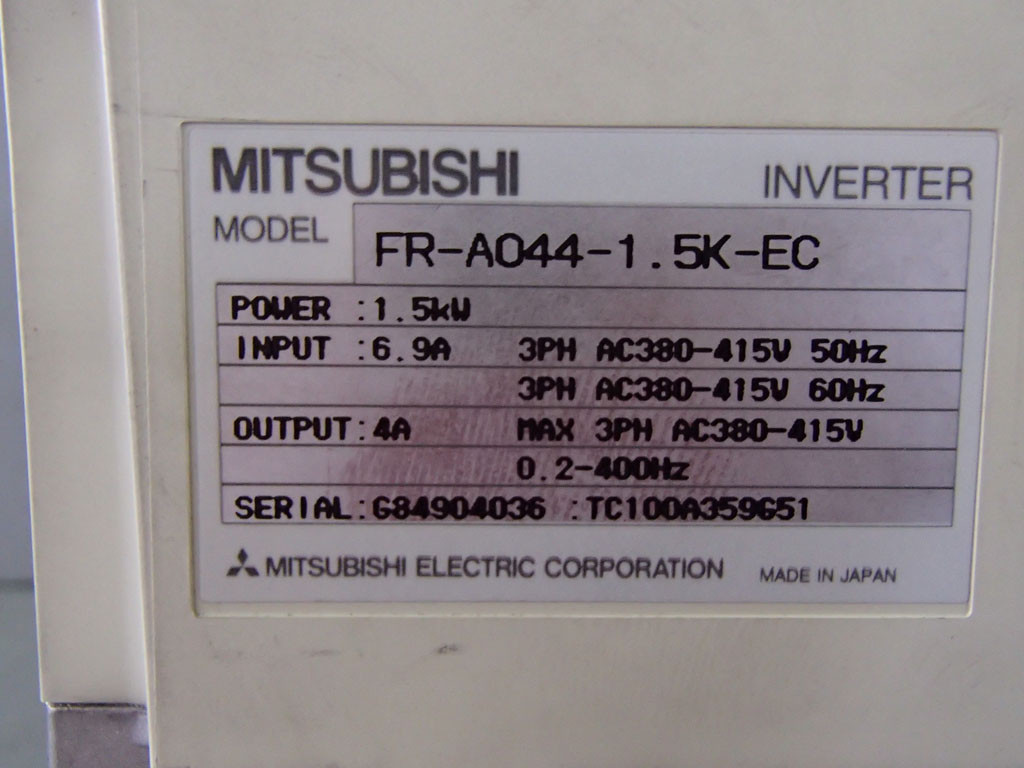 MITSUBISHI INVERTER
MODEL FR-A044-1.5K-EC
POWER :1.5kW
INPUT :6.9A 3PH AC380-415V 50Hz
3PH AC380-415V 60Hz
OUTPUT:4A MAX 3PH AC380-415V
0.2-400Hz
SERIAL:G84904036 :TC100A359G51
MITSUBISHI ELECTRIC CORPORATION MADE IN JAPAN